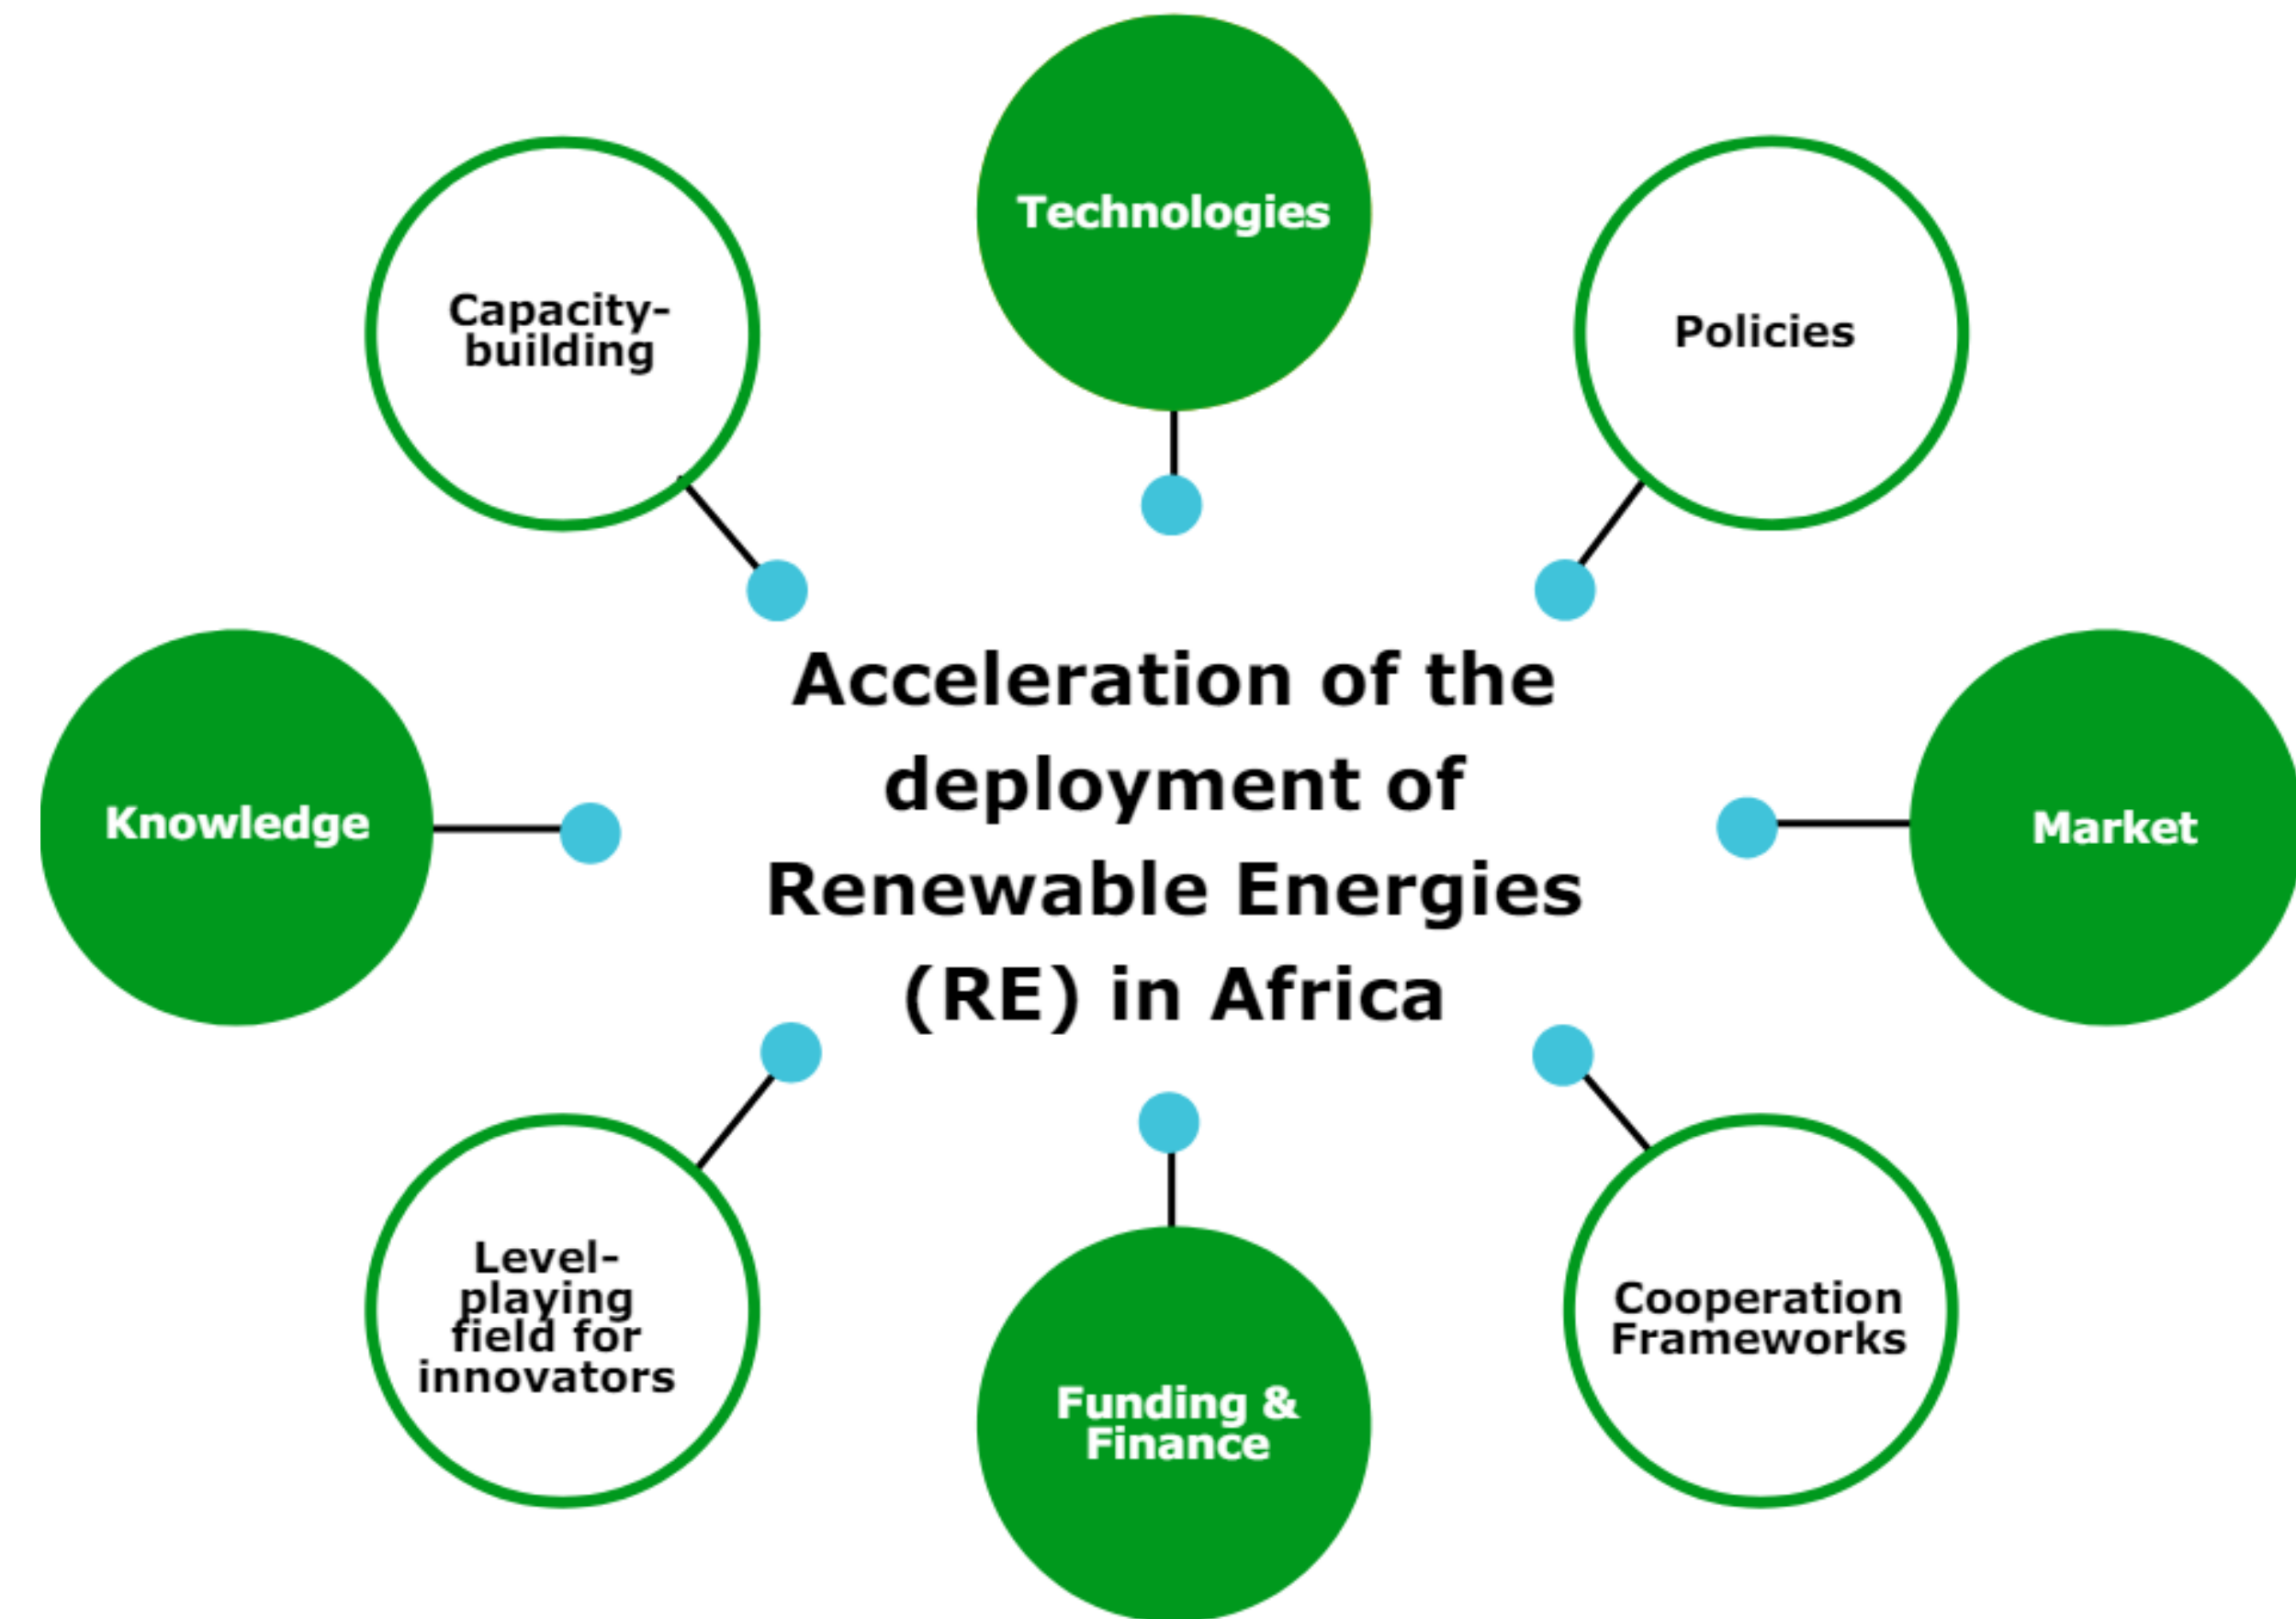 Technologies
Capacity-
building
Policies
Acceleration of the
deployment of
Renewable Energies
(RE) in Africa
Knowledge
Market
Level-
playing
field for
innovators
Cooperation
Frameworks
Funding &
Finance